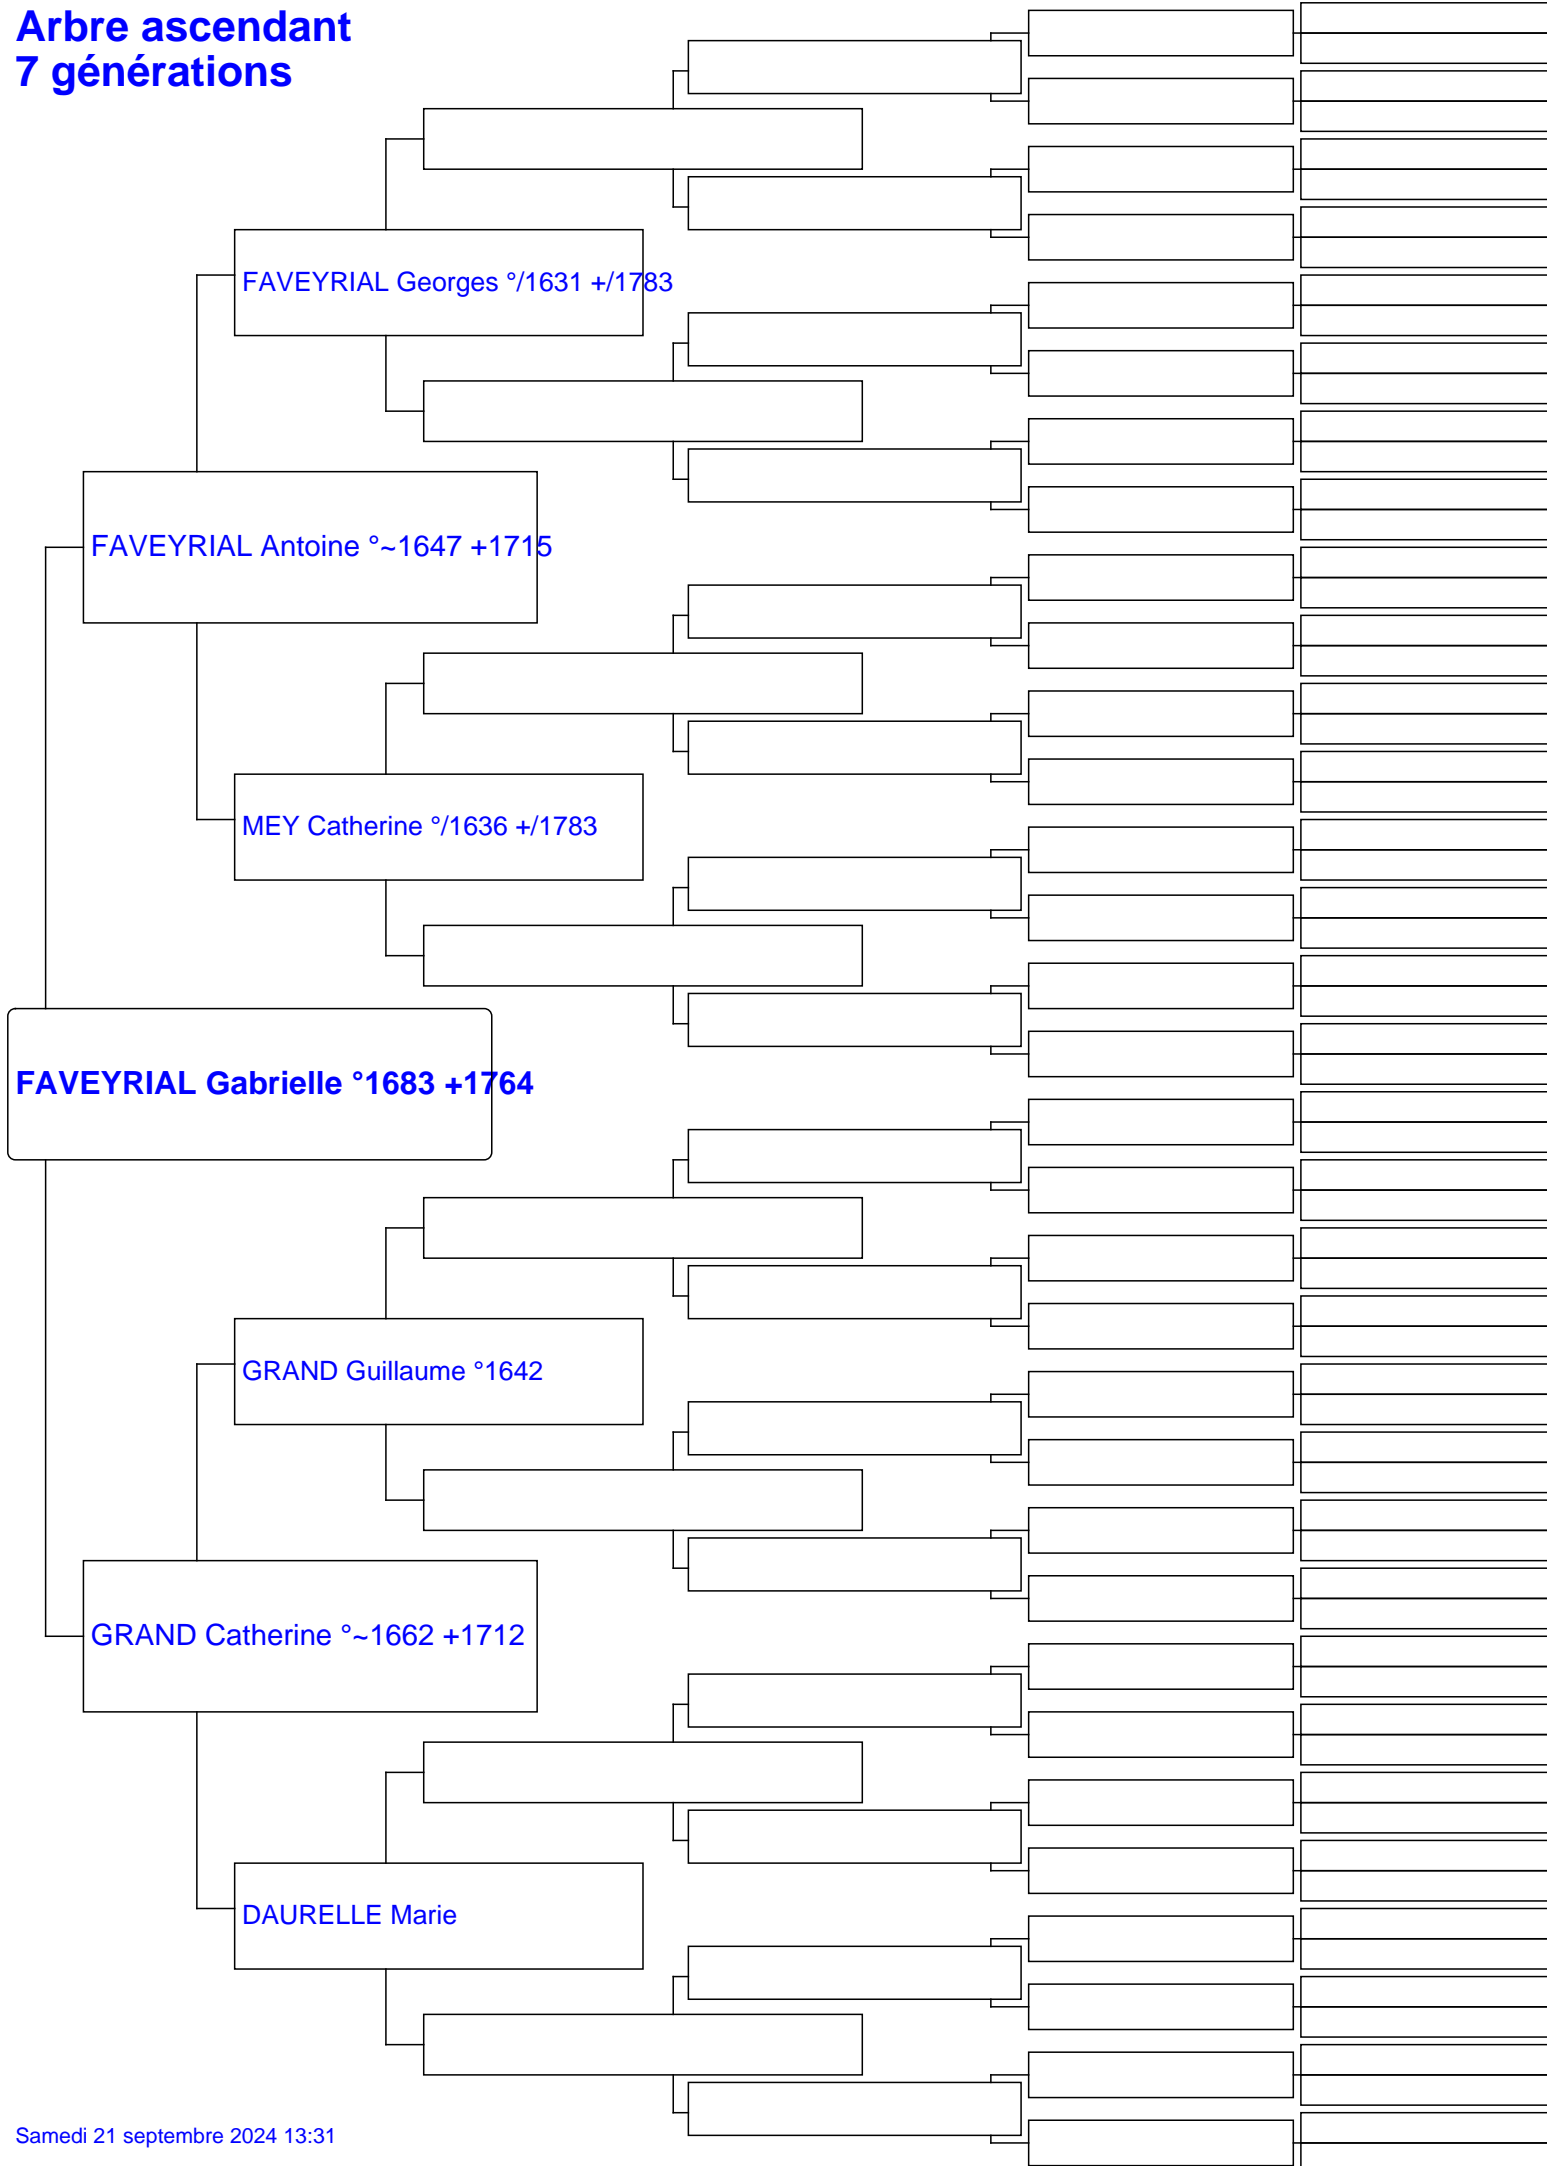 Arbre ascendant
7 générations
FAVEYRIAL Georges °/1631 +/1783
FAVEYRIAL Antoine °~1647 +1715
MEY Catherine °/1636 +/1783
FAVEYRIAL Gabrielle °1683 +1764
GRAND Guillaume °1642
GRAND Catherine °~1662 +1712
DAURELLE Marie
Samedi 21 septembre 2024 13:31